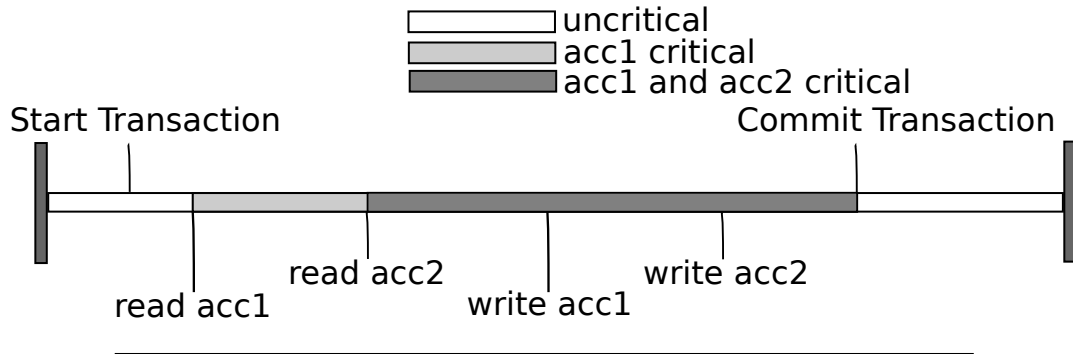 uncritical
acc1 critical
acc1 and acc2 critical
Start Transaction
Commit Transaction
read acc2
write acc2
read acc1
write acc1